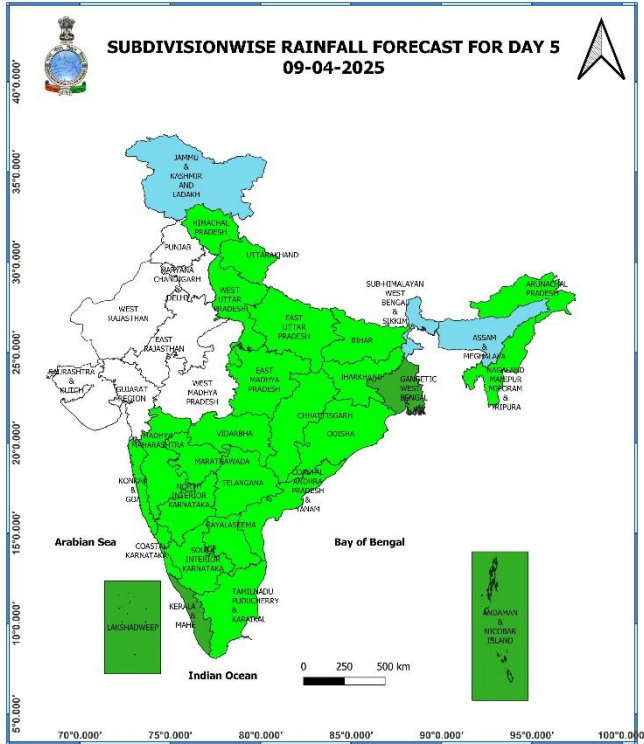 SUBDIVISIONWISE RAINFALL FORECAST FOR DAY 5
09-04-2025
40°0.000'
35°0.000'
30°0.000'
25°0.000'
20°0.000'
15°0.000'
10°0.000'
5°0.000'
JAMMU
&
KASHMIR
AND
LADAKH
HIMACHAL
PRADESH
PUNJAB
UTTARAKHAND
HARYANA
CHANDIGARH
&
DELHI
WEST
UTTAR
PRADESH
SUB-HIMALAYAN
WEST
BENGAL
&
SIKKIM
ARUNACHAL
PRADESH
WEST
RAJASTHAN
EAST
RAJASTHAN
EAST
UTTAR
PRADESH
BIHAR
ASSAM
&
MEGHALAYA
NAGALAND
MANIPUR
MIZORAM
&
TRIPURA
SAURASHTRA
&
KUTCH
GUJARAT
REGION
WEST
MADHYA
PRADESH
EAST
MADHYA
PRADESH
JHARKHAND
GANGETIC
WEST
BENGAL
CHHATTISGARH
ODISHA
MADHYA
MAHARASHTRA
VIDARBHA
MARATHWADA
KONKAN
&
GOA
NORTH
INTERIOR
KARNATAKA
TELANGANA
COASTAL
ANDHRA
PRADESH
&
YANAM
RAYALASEEMA
Arabian Sea
Bay of Bengal
COASTAL
KARNATAKA
SOUTH
INTERIOR
KARNATAKA
TAMILNADU
PUDUCHERRY
&
KARAIKAL
KERALA
&
MAHE
LAKSHADWEEP
ANDAMAN
&
NICOBAR
ISLAND
Indian Ocean
0 250 500 km
70°0.000' 75°0.000' 80°0.000' 85°0.000' 90°0.000' 95°0.000' 100°0.000'